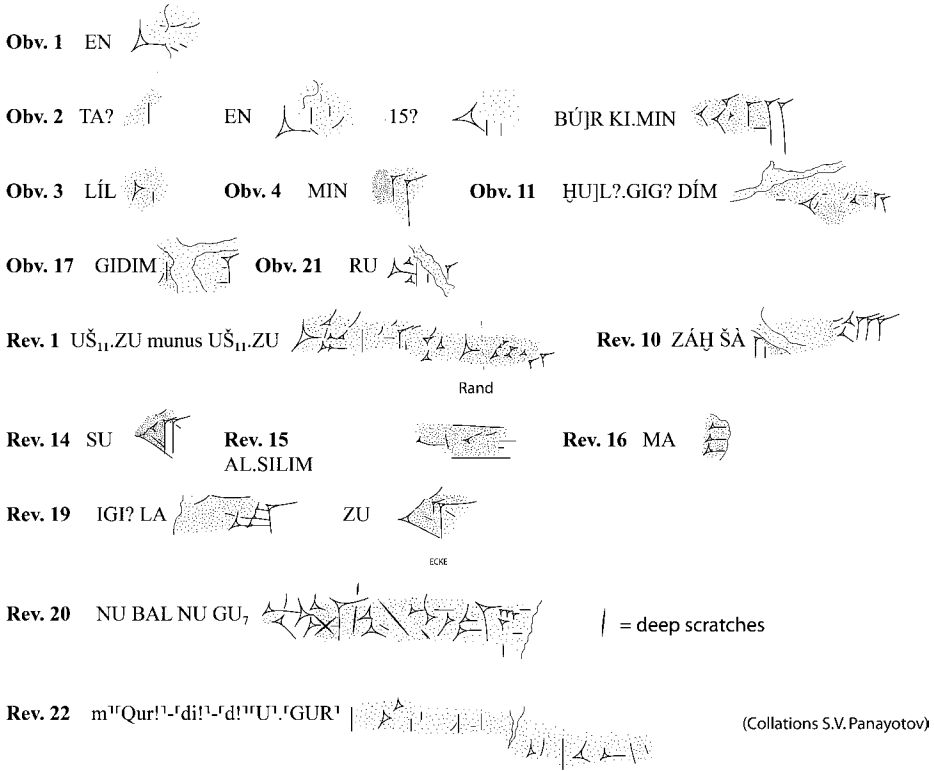 Obv. 1 EN
Obv. 2 TA? EN 15? BÚ]R KI.MIN
Obv. 3 LÍL Obv. 4 MIN Obv. 11 ḪU]L?.GIG? DÍM
Obv. 17 GIDIM Obv. 21 RU
Rev. 1 UŠ₁₁.ZU munus UŠ₁₁.ZU Rev. 10 ZÁḪ ŠÀ
Rand
Rev. 14 SU Rev. 15 Rev. 16 MA
AL.SILIM
Rev. 19 IGI? LA ZU
ECKE
Rev. 20 NU BAL NU GU₇ = deep scratches
Rev. 22 m⸣⸢Qur!⸣-⸢di!⸣-⸢d!⸣⸢U⸣.⸢GUR⸣
(Collations S.V. Panayotov)